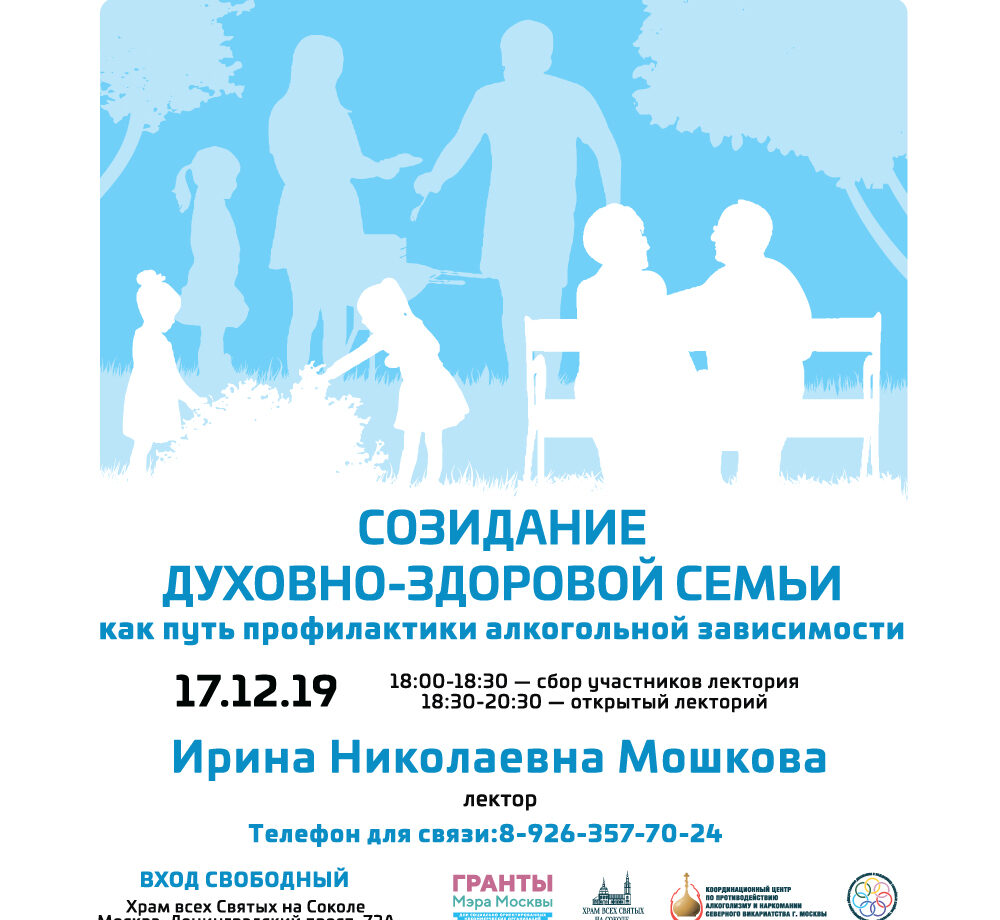 СОЗИДАНИЕ
ДУХОВНО-ЗДОРОВОЙ СЕМЬИ
как путь профилактики алкогольной зависимости
17.12.19
18:00-18:30 — сбор участников лектория
18:30-20:30 — открытый лекторий
Ирина Николаевна Мошкова
лектор
Телефон для связи:8-926-357-70-24
ВХОД СВОБОДНЫЙ
Храм всех Святых на Соколе
ГРАНТЫ
Мэра Москвы
ХРАМ ВСЕХ СВЯТЫХ
КООРДИНАЦИОННЫЙ ЦЕНТР
ПО ПРОТИВОДЕЙСТВИЮ
АЛКОГОЛИЗМУ И НАРКОМАНИИ
СЕВЕРНОГО ВИКАРИАТСТВА Г. МОСКВЫ